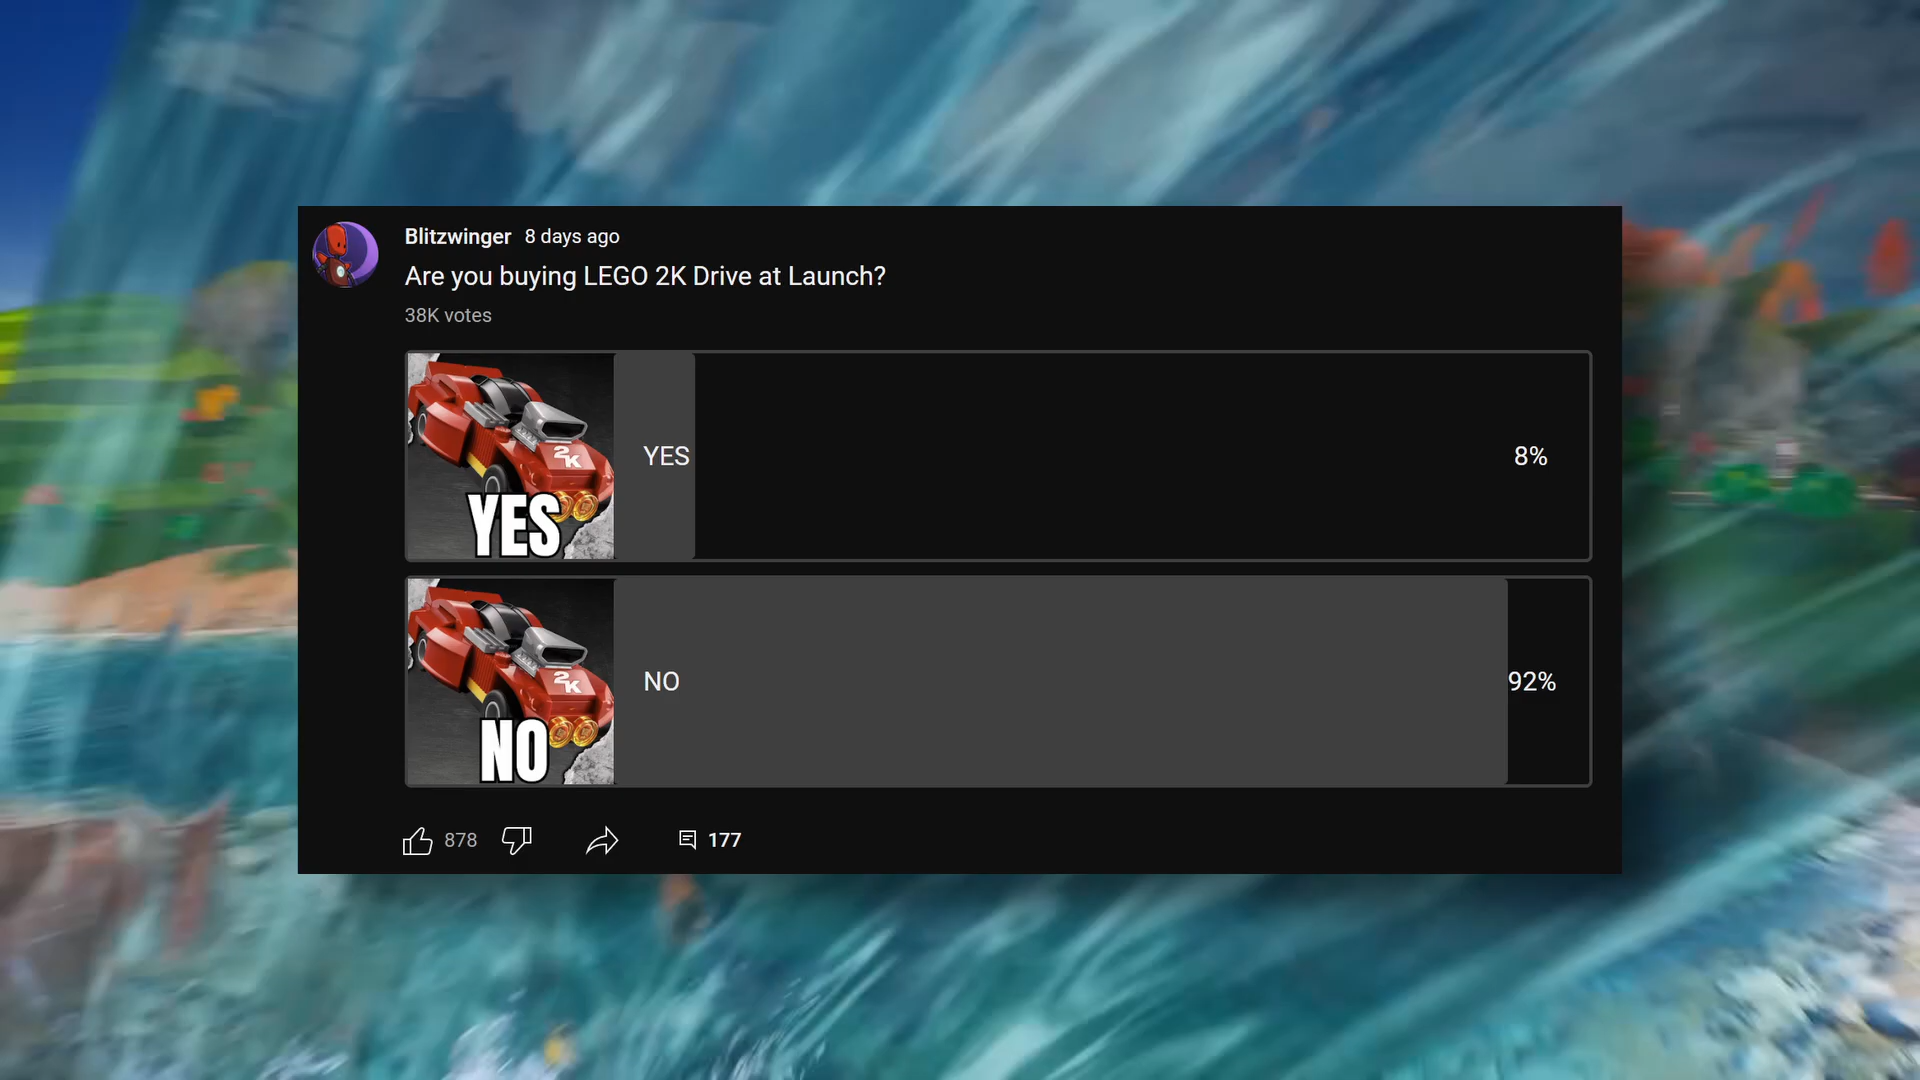 Blitzwinger 8 days ago
Are you buying LEGO 2K Drive at Launch?
38K votes
2K
YES
YES 8%
2K
NO
NO 92%
878 177